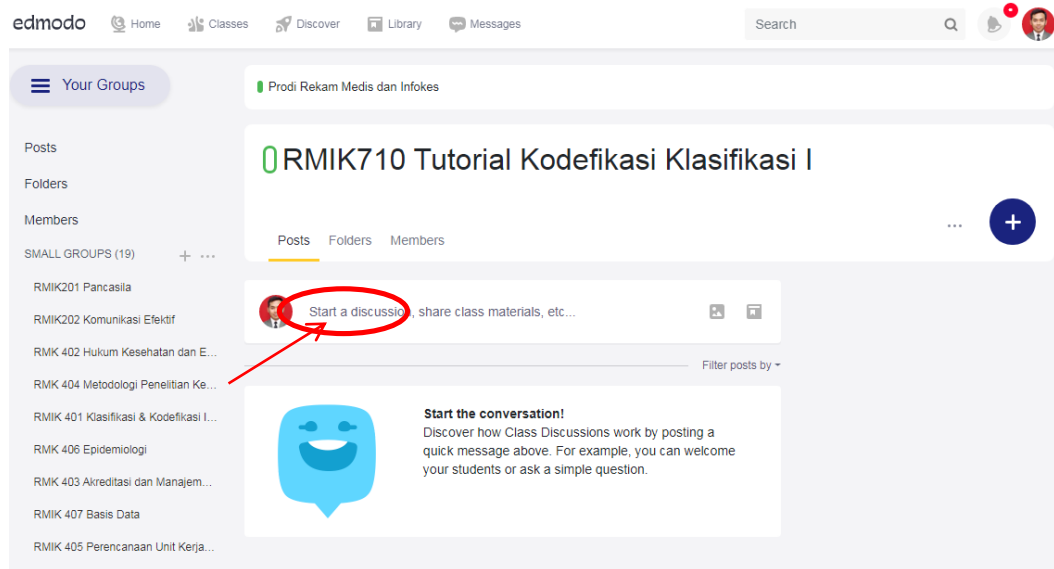 edmodo Home Classes Discover Library Messages Search
Your Groups
Prodi Rekam Medis dan Infokes
Posts
Folders
Members
SMALL GROUPS (19) + ...
RMIK201 Pancasila
RMIK202 Komunikasi Efektif
RMK 402 Hukum Kesehatan dan E...
RMK 404 Metodologi Penelitian Ke...
RMIK 401 Klasifikasi & Kodefikasi I...
RMK 406 Epidemiologi
RMK 403 Akreditasi dan Manajem...
RMIK 407 Basis Data
RMIK 405 Perencanaan Unit Kerja...
RMIK710 Tutorial Kodefikasi Klasifikasi I
... +
Posts Folders Members
Start a discussion, share class materials, etc...
Filter posts by
Start the conversation!
Discover how Class Discussions work by posting a
quick message above. For example, you can welcome
your students or ask a simple question.